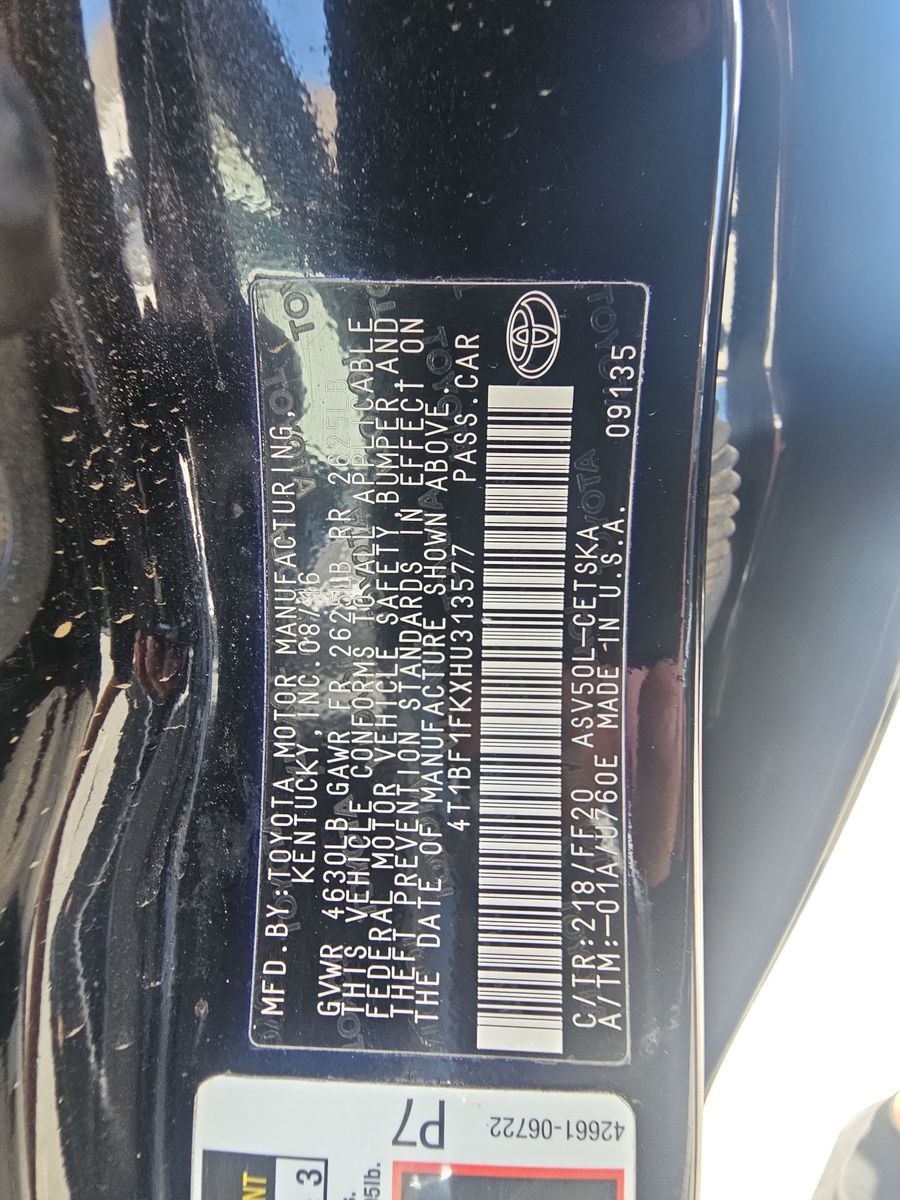 MFD.BY:TOYOTA MOTOR MANUFACTURING,
KENTUCKY, INC. 08/16
GVWR 4630LB GAWR FR 2625LB RR 2625LB
THIS VEHICLE CONFORMS TO ALL APPLICABLE
FEDERAL MOTOR VEHICLE SAFETY, BUMPER AND
THEFT PREVENTION STANDARDS IN EFFECT ON
THE DATE OF MANUFACTURE SHOWN ABOVE.
4T1BF1FKXHU313577 PASS.CAR
C/TR:218/FF20 ASV50L-CETSKA
A/TM:-01A/U760E MADE IN U.S.A. 09135
P7
42661-06722
3